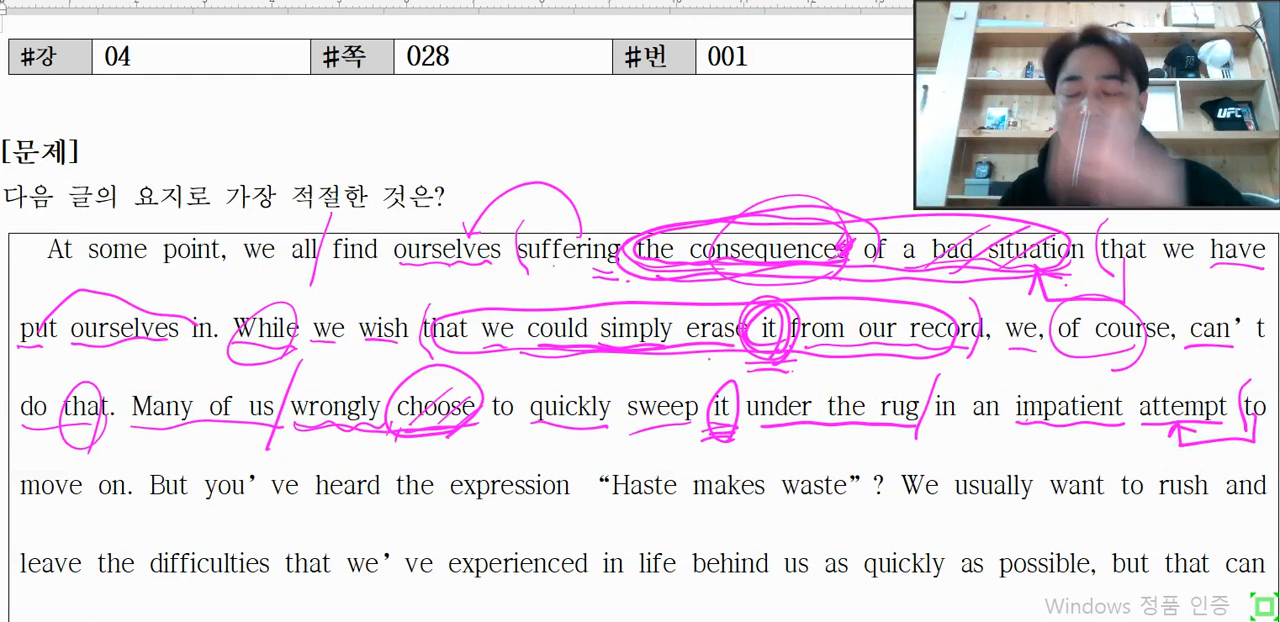 #강 04 #쪽 028 #번 001
UFC
[문제]
다음 글의 요지로 가장 적절한 것은?
At some point, we all find ourselves suffering the consequences of a bad situation that we have
put ourselves in. While we wish that we could simply erase it from our record, we, of course, can't
do that. Many of us wrongly choose to quickly sweep it under the rug in an impatient attempt to
move on. But you've heard the expression “Haste makes waste”? We usually want to rush and
leave the difficulties that we've experienced in life behind us as quickly as possible, but that can
Windows 정품 인증